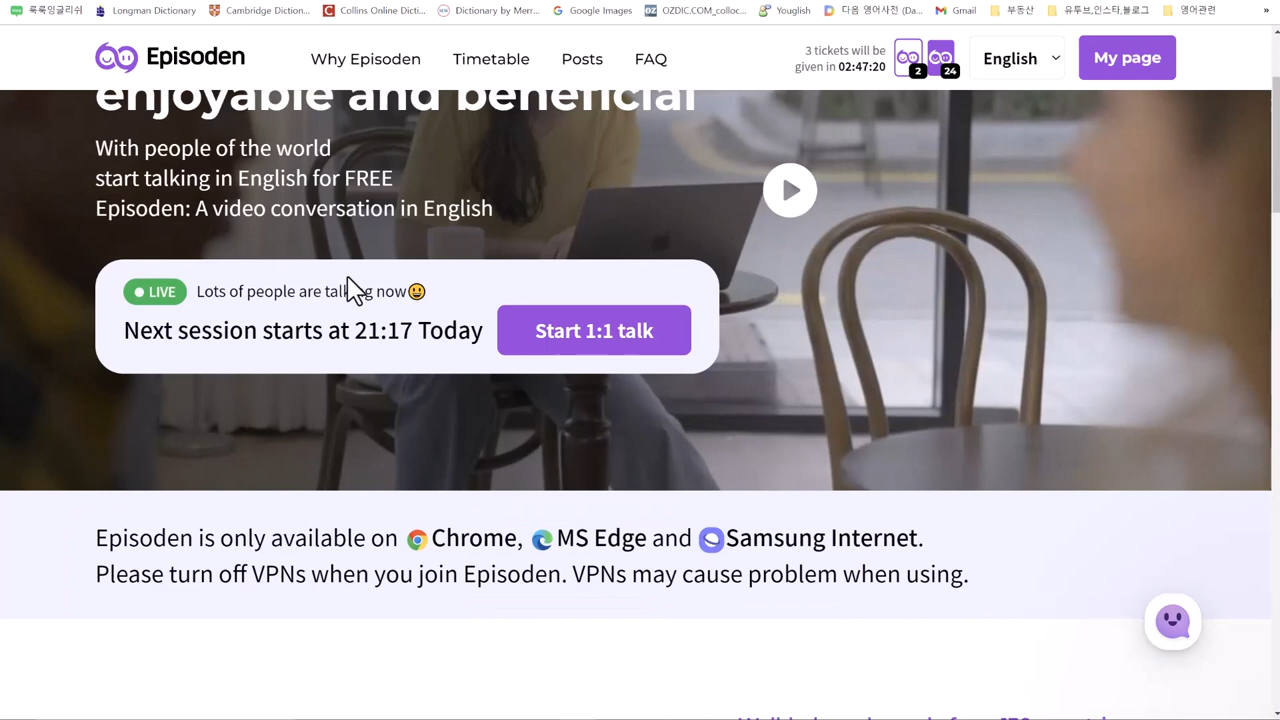 룩룩잉글리쉬
Longman Dictionary
Cambridge Diction...
Collins Online Dicti...
Dictionary by Merr...
Google Images
OZDIC.COM_colloc...
Youglish
다음 영어사전 (Da...
Gmail
부동산
유투브,인스타,블로그
영어관련
»
Episoden
Why Episoden
Timetable
Posts
FAQ
3 tickets will be
given in 02:47:20
2
24
English
My page
enjoyable and beneficial
With people of the world
start talking in English for FREE
Episoden: A video conversation in English
LIVE
Lots of people are talking now😃
Next session starts at 21:17 Today
Start 1:1 talk
Episoden is only available on Chrome, MS Edge and Samsung Internet.
Please turn off VPNs when you join Episoden. VPNs may cause problem when using.